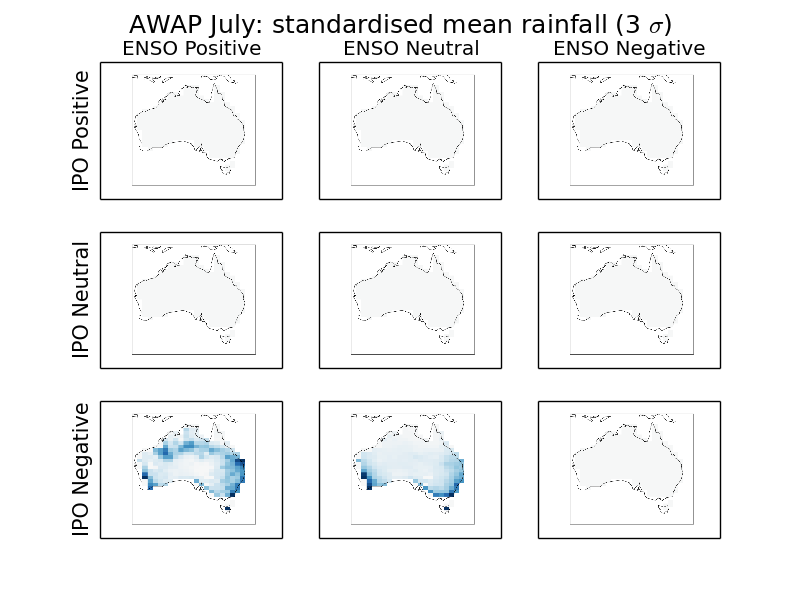 AWAP July: standardised mean rainfall (3 σ)
ENSO Positive ENSO Neutral ENSO Negative
IPO Positive
IPO Neutral
IPO Negative